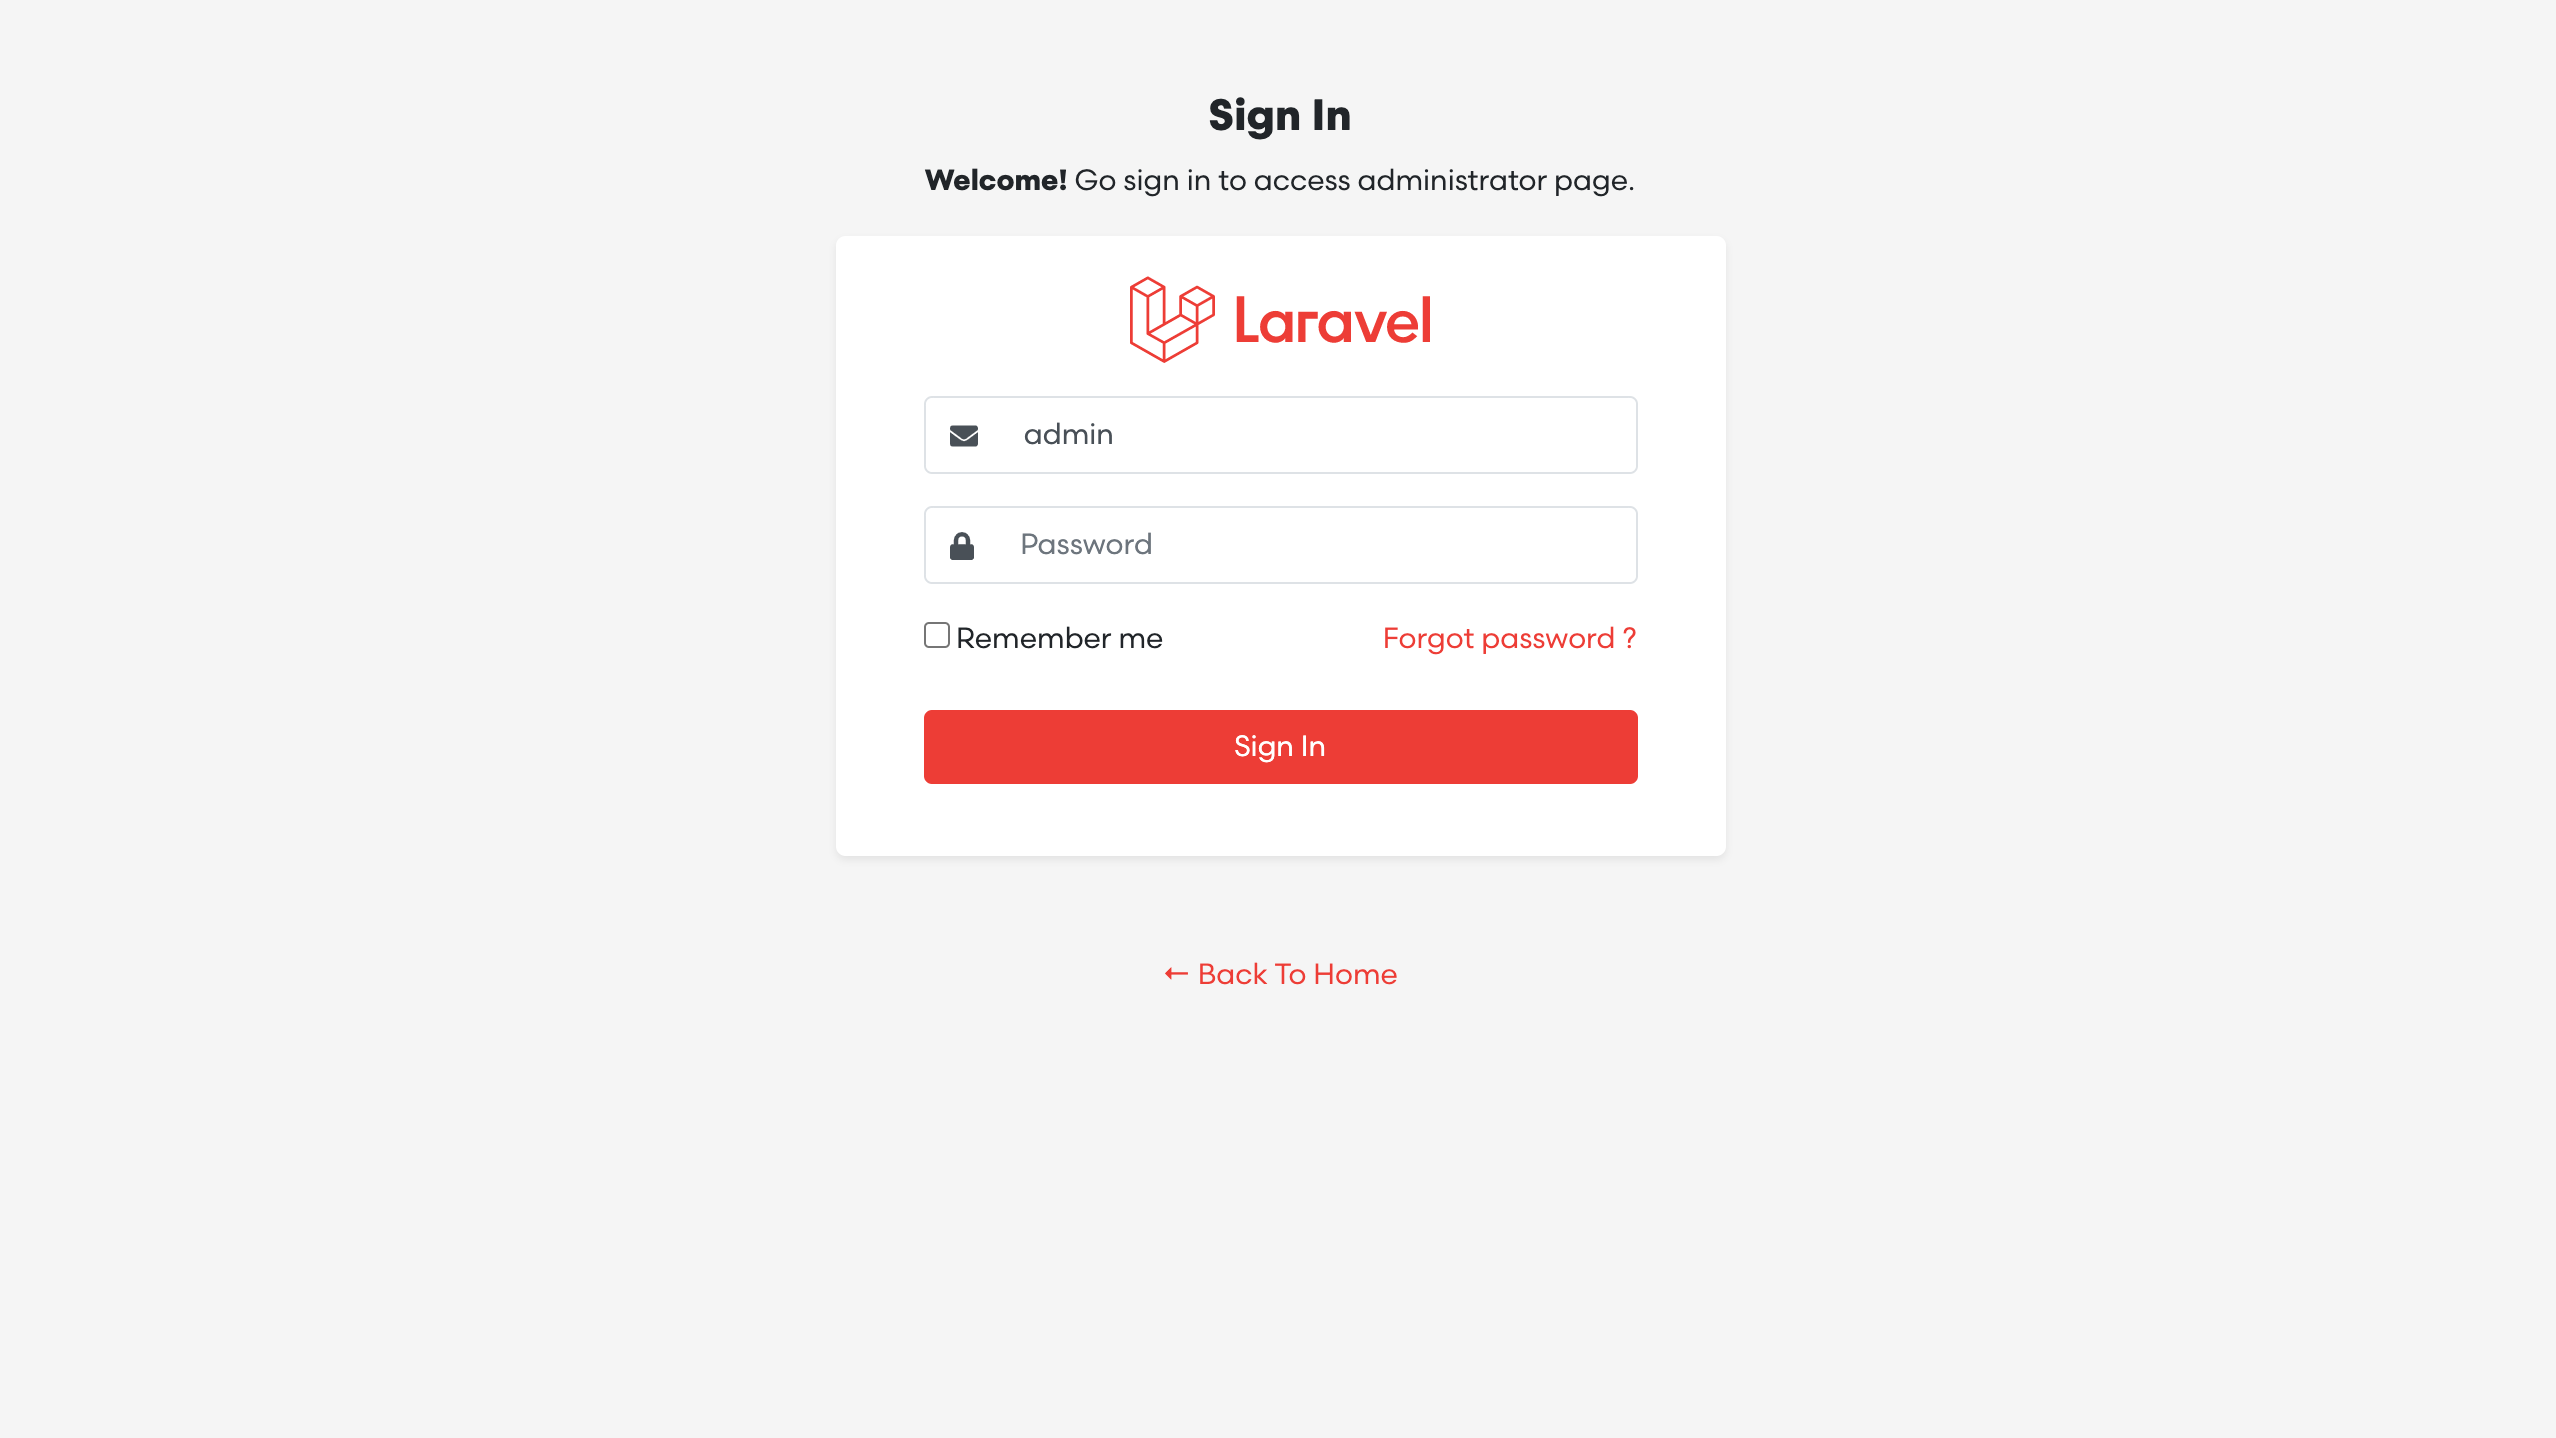 Sign In
Welcome! Go sign in to access administrator page.
Laravel
admin
Password
Remember me
Forgot password ?
Sign In
← Back To Home